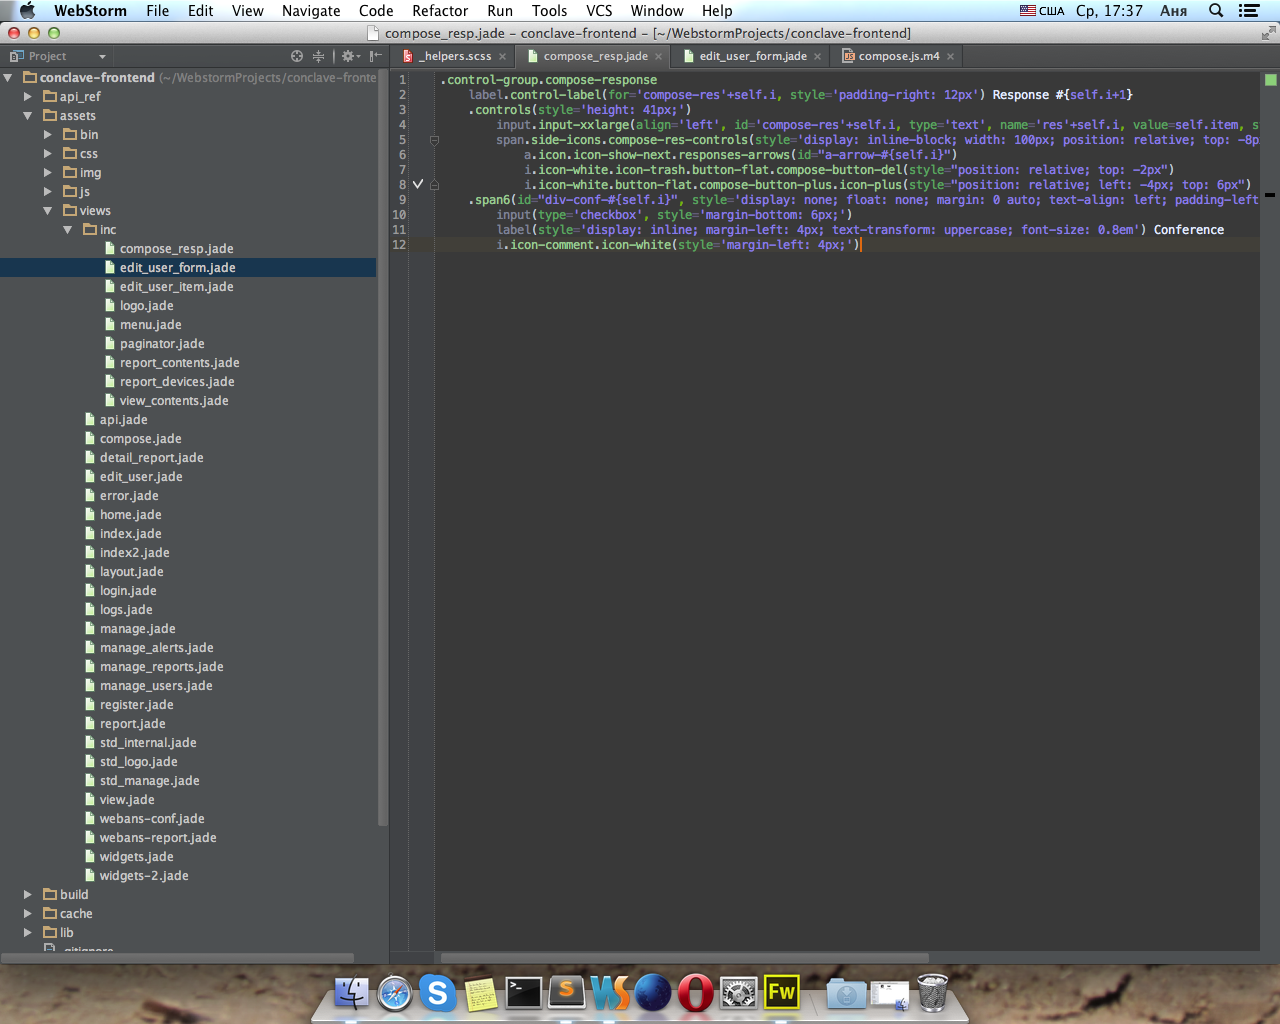 WebStorm File Edit View Navigate Code Refactor Run Tools VCS Window Help США Ср, 17:37 Аня
compose_resp.jade – conclave-frontend – [~/WebstormProjects/conclave-frontend]
Project
_helpers.scss compose_resp.jade edit_user_form.jade compose.js.m4
conclave-frontend (~/WebstormProjects/conclave-fronte
api_ref
assets
bin
css
img
js
views
inc
compose_resp.jade
edit_user_form.jade
edit_user_item.jade
logo.jade
menu.jade
paginator.jade
report_contents.jade
report_devices.jade
view_contents.jade
api.jade
compose.jade
detail_report.jade
edit_user.jade
error.jade
home.jade
index.jade
index2.jade
layout.jade
login.jade
logs.jade
manage.jade
manage_alerts.jade
manage_reports.jade
manage_users.jade
register.jade
report.jade
std_internal.jade
std_logo.jade
std_manage.jade
view.jade
webans-conf.jade
webans-report.jade
widgets.jade
widgets-2.jade
build
cache
lib
.gitignore
1 .control-group.compose-response
2 label.control-label(for='compose-res'+self.i, style='padding-right: 12px') Response #{self.i+1}
3 .controls(style='height: 41px;')
4 input.input-xxlarge(align='left', id='compose-res'+self.i, type='text', name='res'+self.i, value=self.item, s
5 span.side-icons.compose-res-controls(style='display: inline-block; width: 100px; position: relative; top: -8p
6 a.icon.icon-show-next.responses-arrows(id="a-arrow-#{self.i}")
7 i.icon-white.icon-trash.button-flat.compose-button-del(style="position: relative; top: -2px")
8 i.icon-white.button-flat.compose-button-plus.icon-plus(style="position: relative; left: -4px; top: 6px")
9 .span6(id="div-conf-#{self.i}", style='display: none; float: none; margin: 0 auto; text-align: left; padding-left
10 input(type='checkbox', style='margin-bottom: 6px;')
11 label(style='display: inline; margin-left: 4px; text-transform: uppercase; font-size: 0.8em') Conference
12 i.icon-comment.icon-white(style='margin-left: 4px;')
S
>_
S
WS
Fw